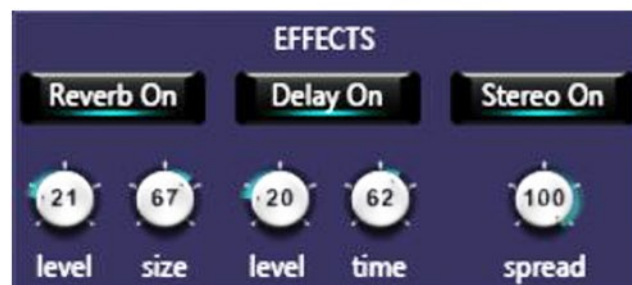 EFFECTS
Reverb On Delay On Stereo On
21 67 20 62 100
level size level time spread